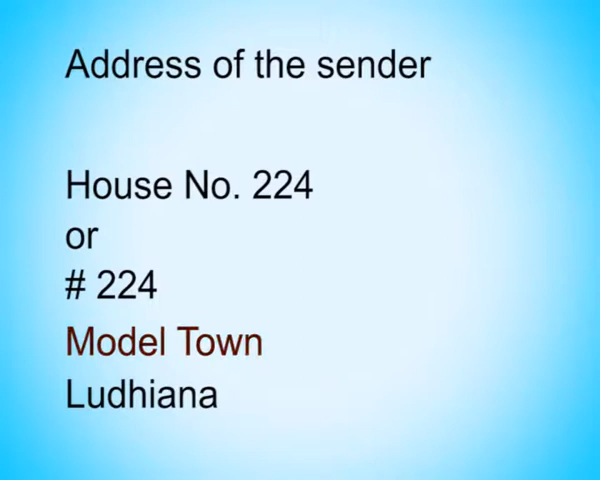 Address of the sender
House No. 224
or
# 224
Model Town
Ludhiana